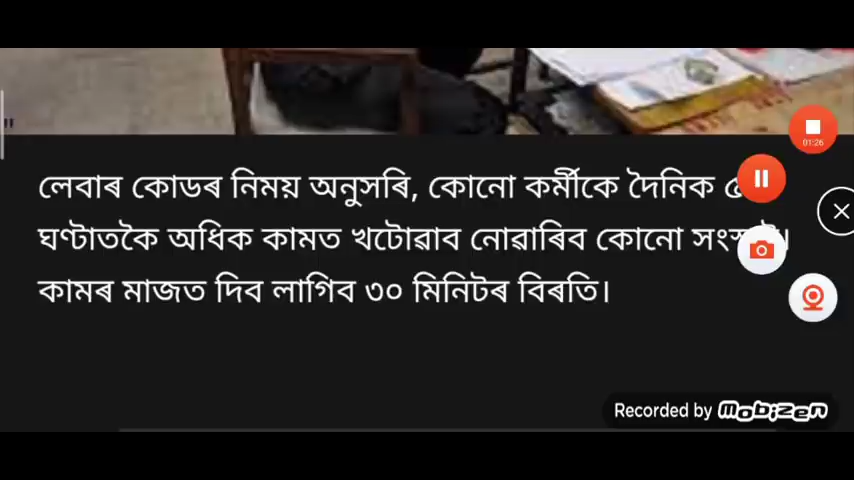 "
লেবাৰ কোডৰ নিময় অনুসৰি, কোনো কৰ্মীকে দৈনিক
ঘণ্টাতকৈ অধিক কামত খটোৱাব নোৱাৰিব কোনো
কামৰ মাজত দিব লাগিব ৩০ মিনিটৰ বিৰতি।
01:26
Recorded by mobizen